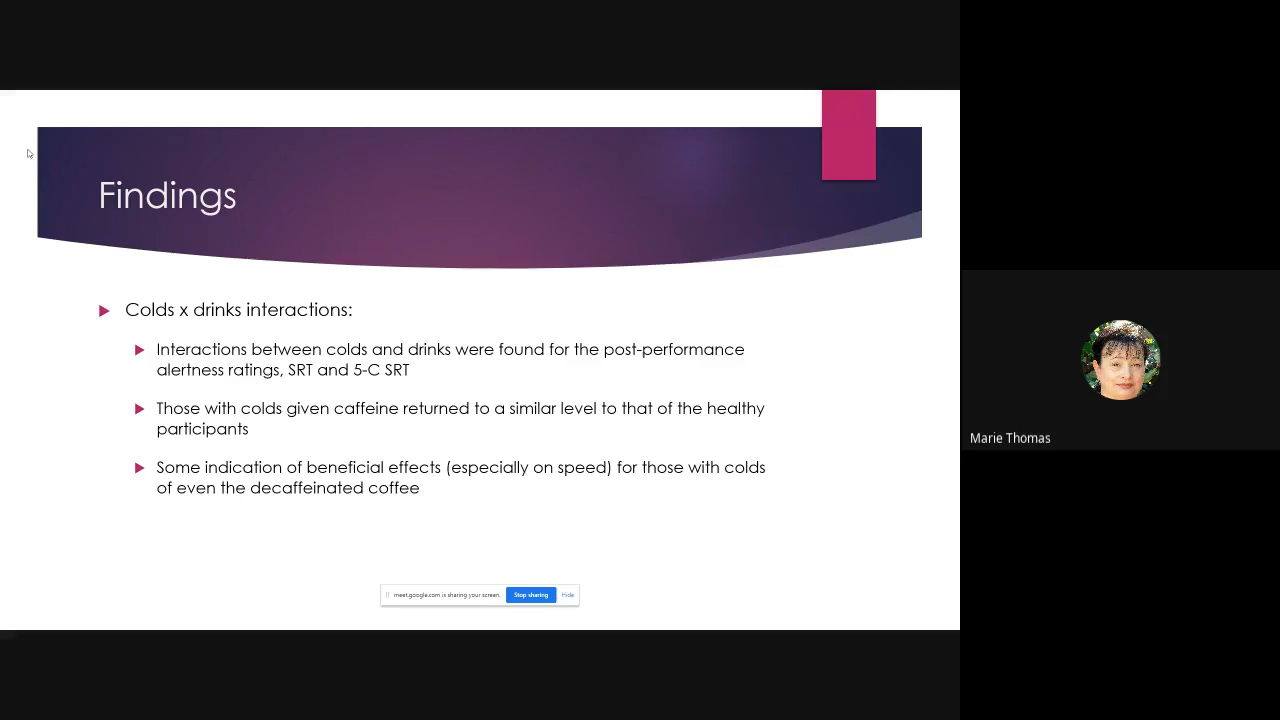 Findings
Colds x drinks interactions:
Interactions between colds and drinks were found for the post-performance
alertness ratings, SRT and 5-C SRT
Those with colds given caffeine returned to a similar level to that of the healthy
participants
Some indication of beneficial effects (especially on speed) for those with colds
of even the decaffeinated coffee
meet.google.com is sharing your screen. Stop sharing Hide
Marie Thomas